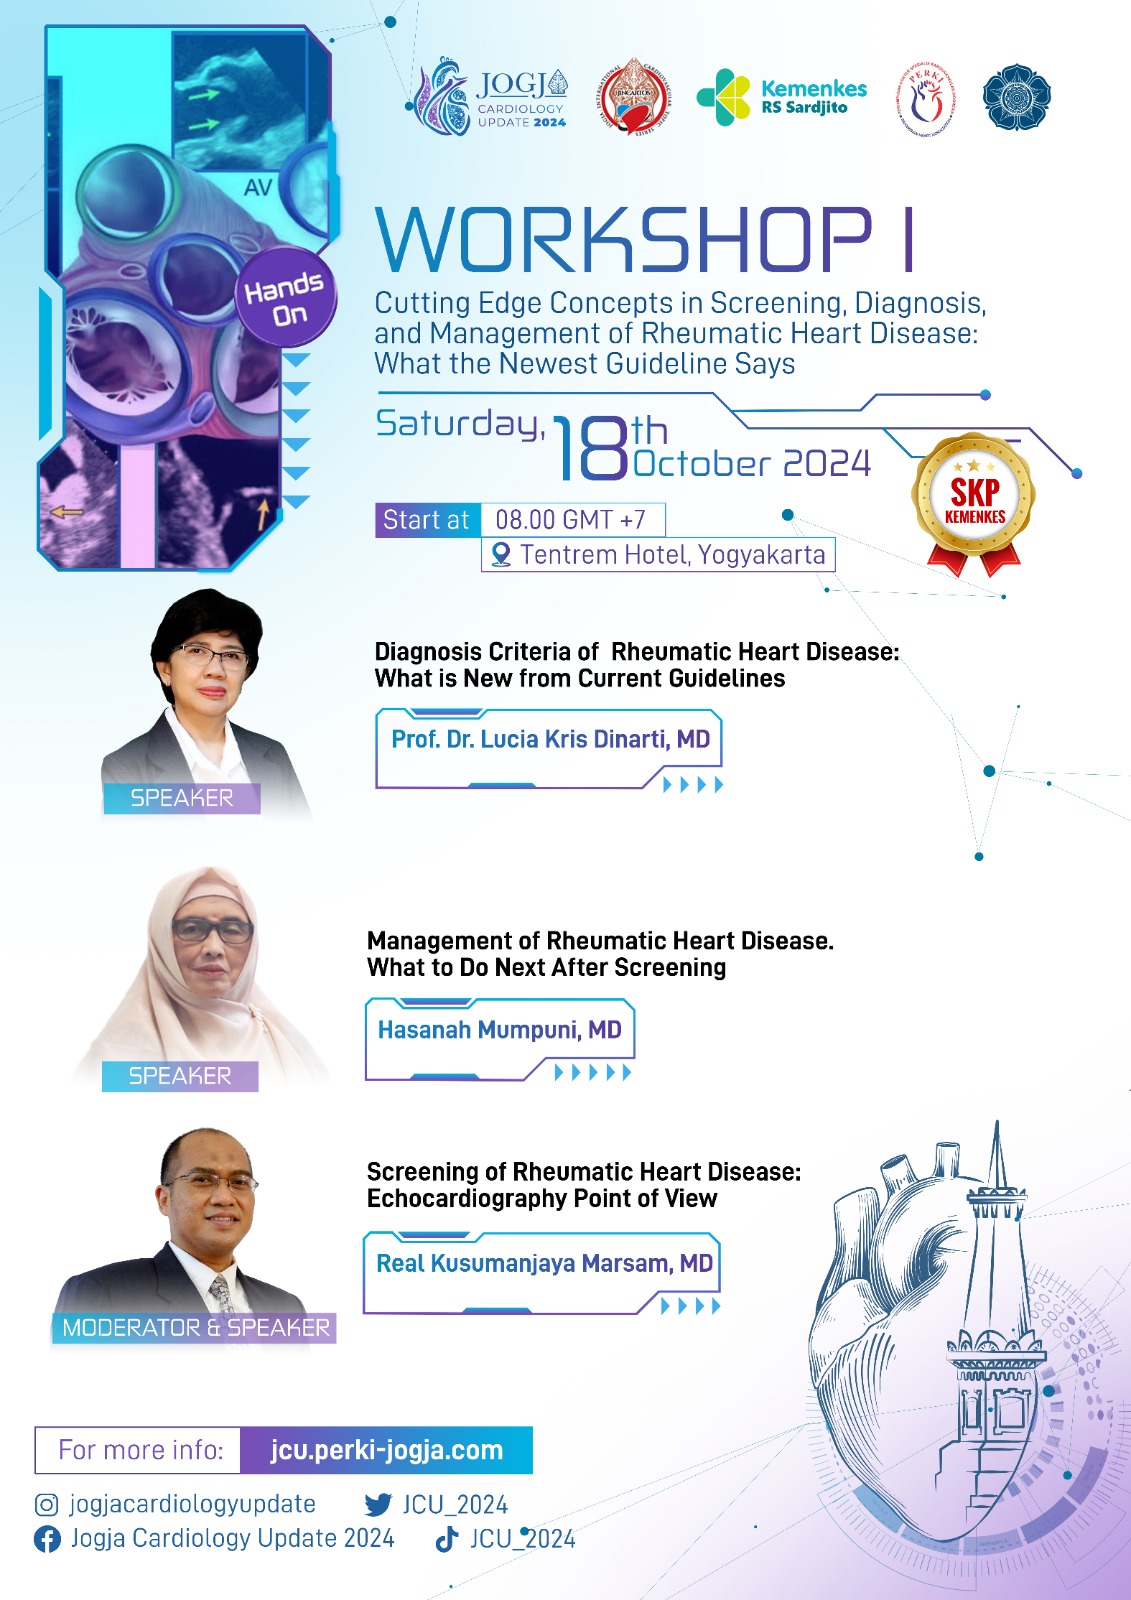 JOGJA
CARDIOLOGY
UPDATE 2024
JINCARTOS
Kemenkes
RS Sardjito
PERKI
AV
Hands
On
WORKSHOP I
Cutting Edge Concepts in Screening, Diagnosis,
and Management of Rheumatic Heart Disease:
What the Newest Guideline Says
Saturday, 18th
October 2024
SKP
KEMENKES
Start at 08.00 GMT +7
Tentrem Hotel, Yogyakarta
Diagnosis Criteria of Rheumatic Heart Disease:
What is New from Current Guidelines
Prof. Dr. Lucia Kris Dinarti, MD
SPEAKER
Management of Rheumatic Heart Disease.
What to Do Next After Screening
Hasanah Mumpuni, MD
SPEAKER
Screening of Rheumatic Heart Disease:
Echocardiography Point of View
Real Kusumanjaya Marsam, MD
MODERATOR & SPEAKER
For more info: jcu.perki-jogja.com
jogjacardiologyupdate JCU_2024
Jogja Cardiology Update 2024 JCU_2024